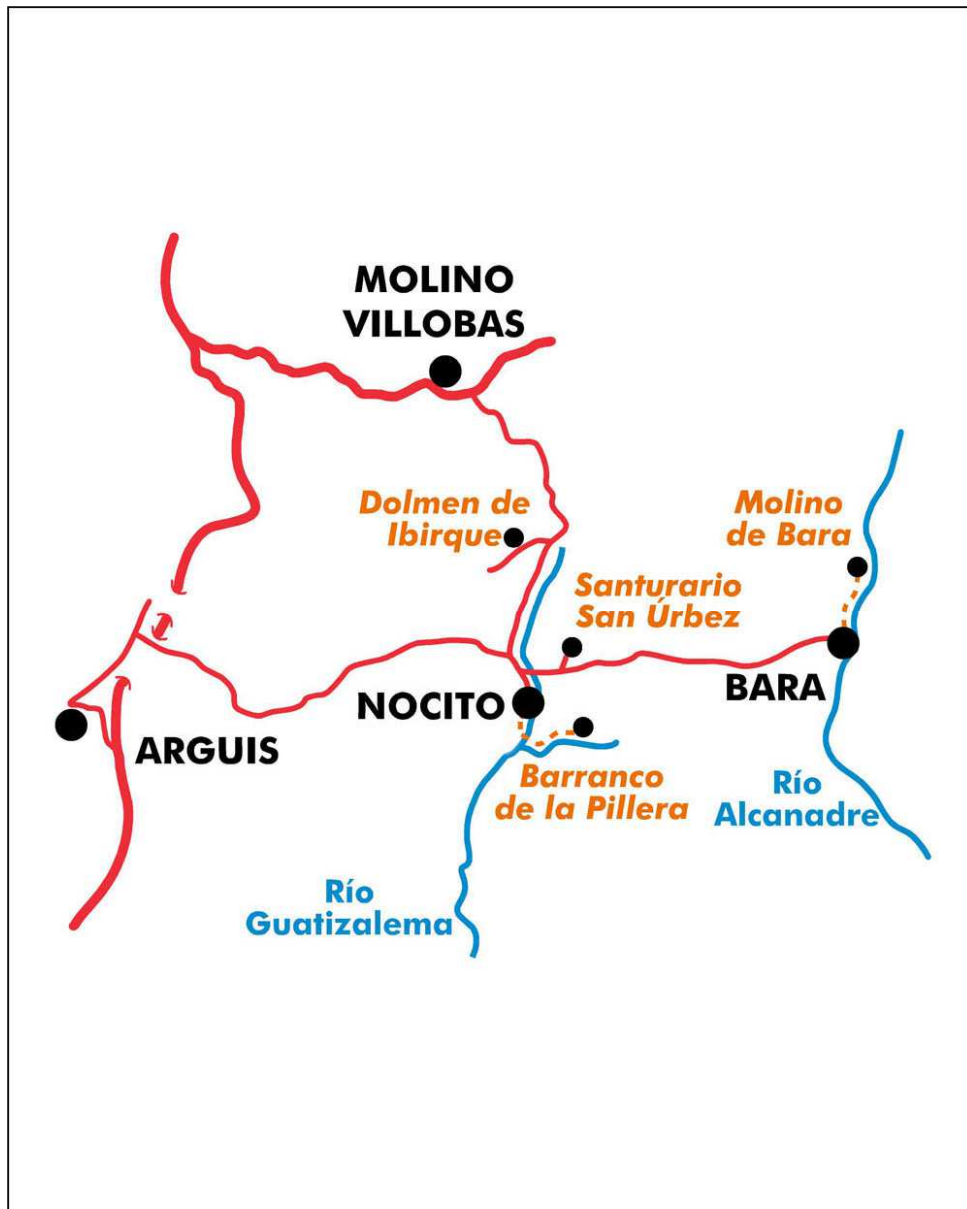 MOLINO
VILLOBAS
Dolmen de
Ibirque
Molino
de Bara
Santurario
San Úrbez
BARA
NOCITO
ARGUIS
Barranco
de la Pillera
Río
Alcanadre
Río
Guatizalema